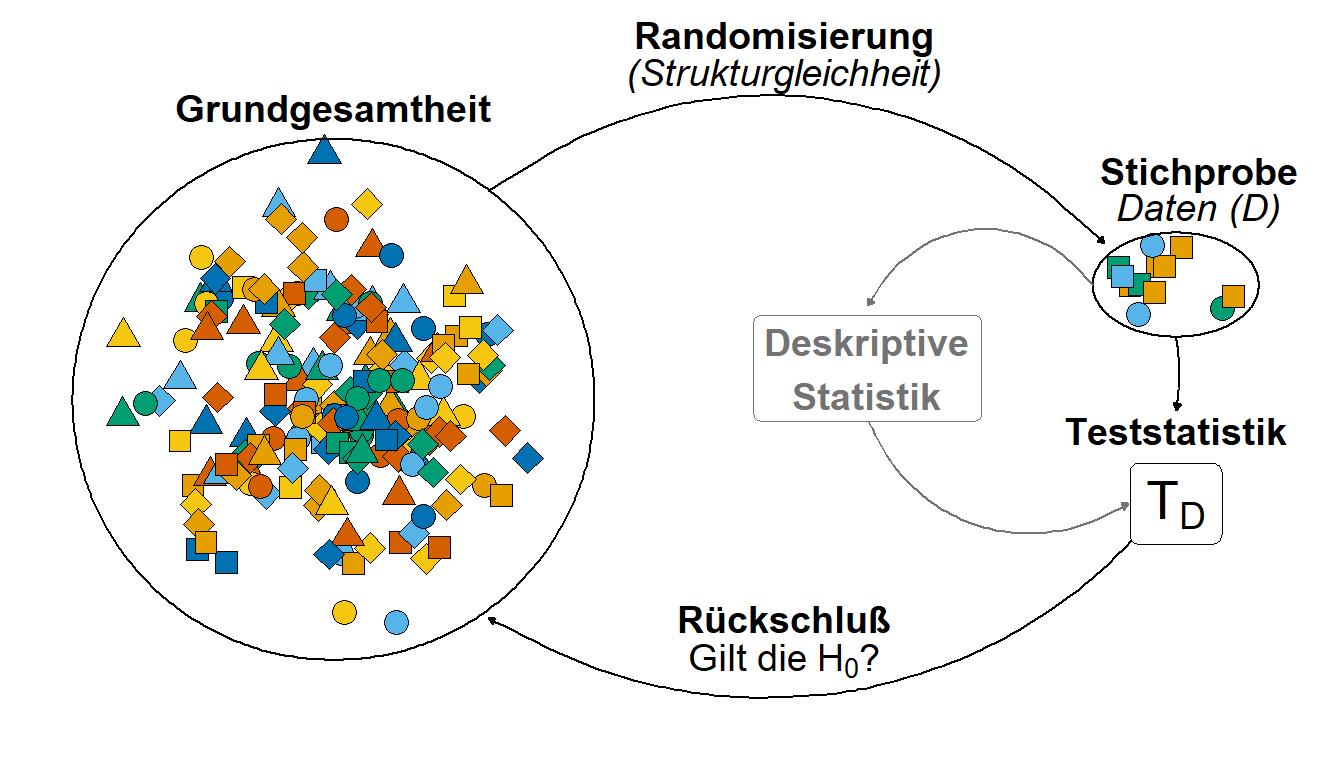 Randomisierung
(Strukturgleichheit)
Grundgesamtheit
Stichprobe
Daten (D)
Deskriptive
Statistik
Teststatistik
T_D
Rückschluß
Gilt die H₀?